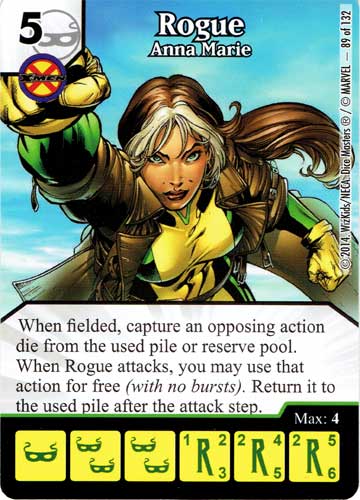 5
Rogue
Anna Marie
X-MEN
© 2014. WizKids/NECA. Dice Masters ® / © MARVEL — 89 of 132
When fielded, capture an opposing action
die from the used pile or reserve pool.
When Rogue attacks, you may use that
action for free (with no bursts). Return it to
the used pile after the attack step.
Max: 4
1 R 2 3
2 R 4 5
2 R 5 6